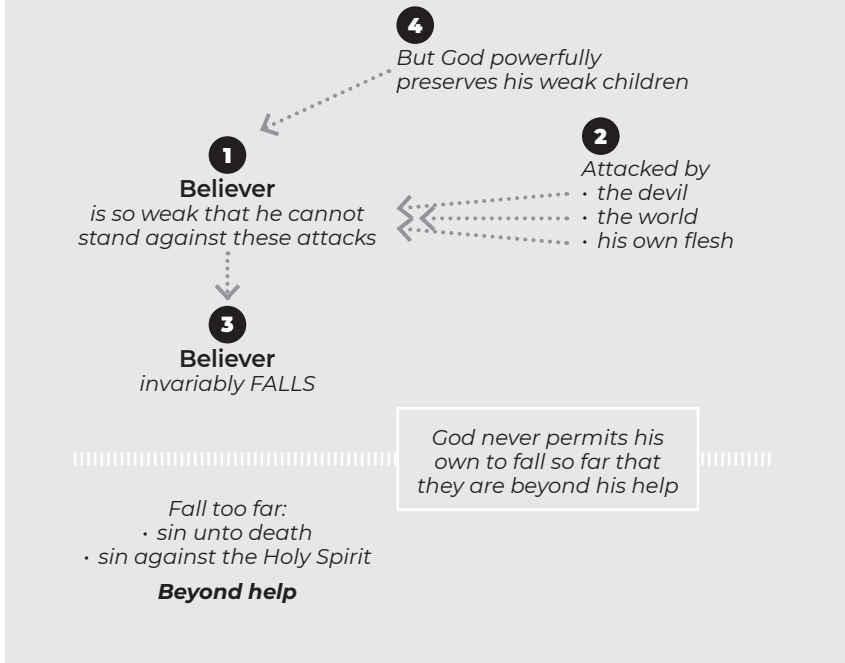 4
But God powerfully
preserves his weak children
1
Believer
is so weak that he cannot
stand against these attacks
2
Attacked by
· the devil
· the world
· his own flesh
3
Believer
invariably FALLS
God never permits his
own to fall so far that
they are beyond his help
Fall too far:
· sin unto death
· sin against the Holy Spirit
Beyond help